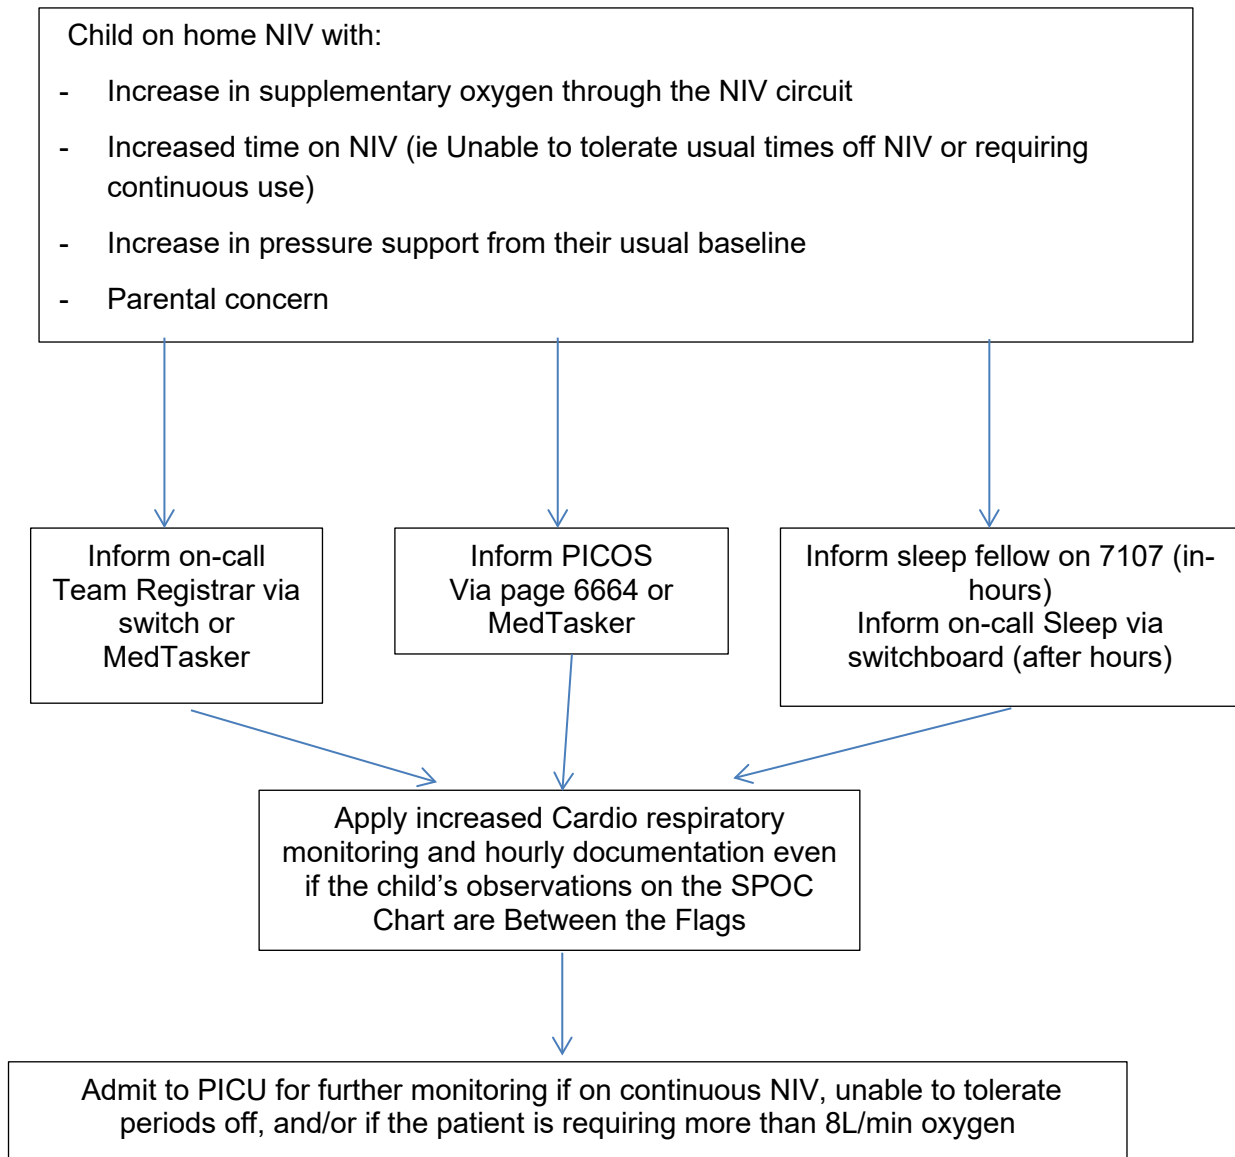 Child on home NIV with:
- Increase in supplementary oxygen through the NIV circuit
- Increased time on NIV (ie Unable to tolerate usual times off NIV or requiring
continuous use)
- Increase in pressure support from their usual baseline
- Parental concern
Inform on-call
Team Registrar via
switch or
MedTasker
Inform PICOS
Via page 6664 or
MedTasker
Inform sleep fellow on 7107 (in-
hours)
Inform on-call Sleep via
switchboard (after hours)
Apply increased Cardio respiratory
monitoring and hourly documentation even
if the child’s observations on the SPOC
Chart are Between the Flags
Admit to PICU for further monitoring if on continuous NIV, unable to tolerate
periods off, and/or if the patient is requiring more than 8L/min oxygen